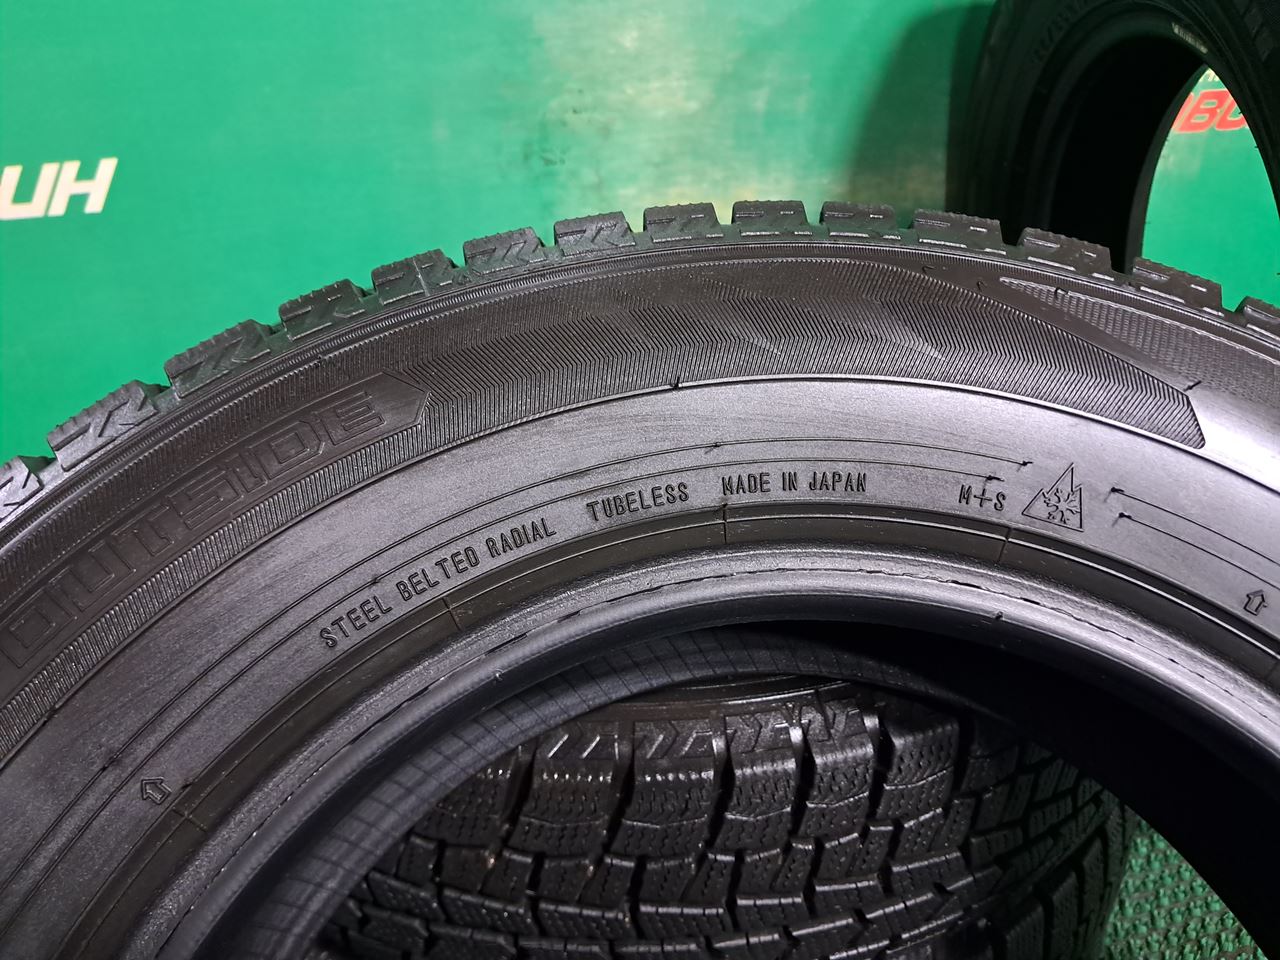 OUTSIDE
STEEL BELTED RADIAL TUBELESS MADE IN JAPAN M+S